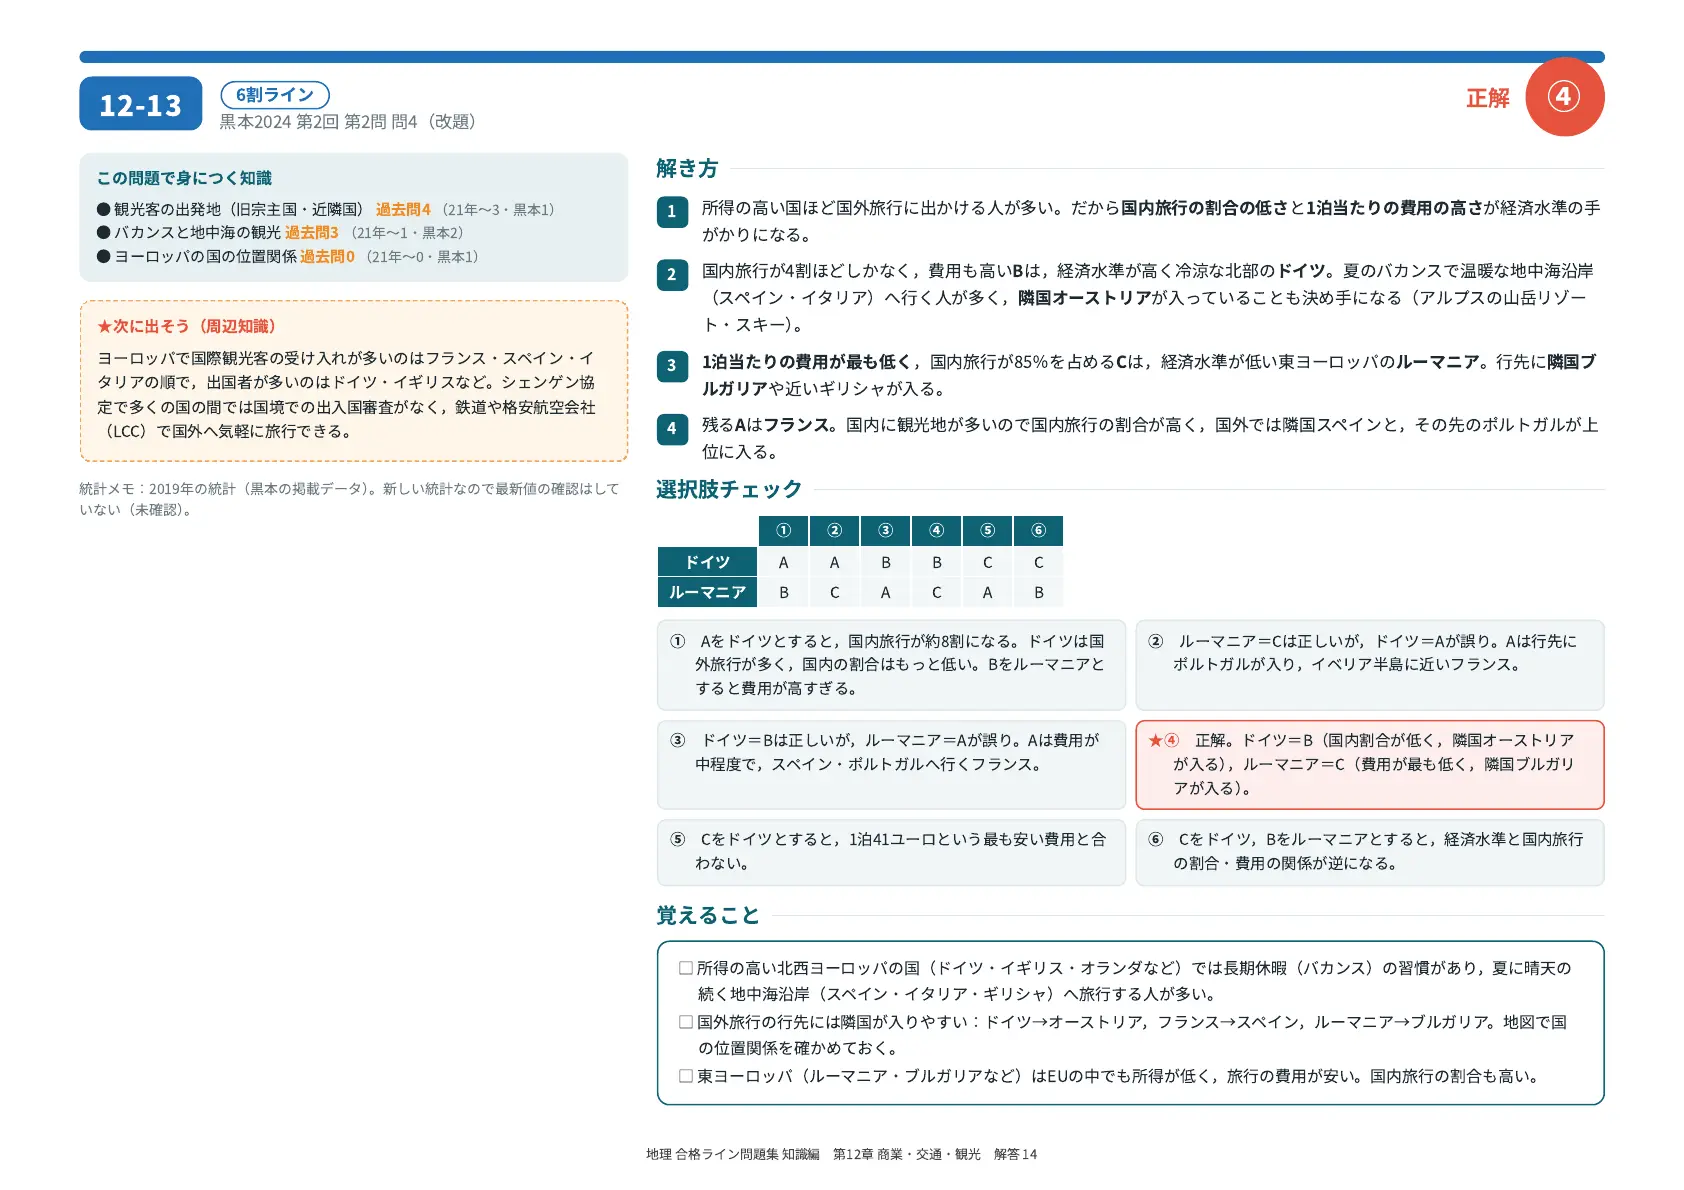 12-13
6割ライン
黒本2024 第2回 第2問 問4（改題）
正解 ④
この問題で身につく知識
● 観光客の出発地（旧宗主国・近隣国） 過去問4 （21年〜3・黒本1）
● バカンスと地中海の観光 過去問3 （21年〜1・黒本2）
● ヨーロッパの国の位置関係 過去問0 （21年〜0・黒本1）
★次に出そう（周辺知識）
ヨーロッパで国際観光客の受け入れが多いのはフランス・スペイン・イ
タリアの順で，出国者が多いのはドイツ・イギリスなど。シェンゲン協
定で多くの国の間では国境での出入国審査がなく，鉄道や格安航空会社
（LCC）で国外へ気軽に旅行できる。
統計メモ：2019年の統計（黒本の掲載データ）。新しい統計なので最新値の確認はして
いない（未確認）。
解き方
1 所得の高い国ほど国外旅行に出かける人が多い。だから国内旅行の割合の低さと1泊当たりの費用の高さが経済水準の手
がかりになる。
2 国内旅行が4割ほどしかなく，費用も高いBは，経済水準が高く冷涼な北部のドイツ。夏のバカンスで温暖な地中海沿岸
（スペイン・イタリア）へ行く人が多く，隣国オーストリアが入っていることも決め手になる（アルプスの山岳リゾー
ト・スキー）。
3 1泊当たりの費用が最も低く，国内旅行が85%を占めるCは，経済水準が低い東ヨーロッパのルーマニア。行先に隣国ブ
ルガリアや近いギリシャが入る。
4 残るAはフランス。国内に観光地が多いので国内旅行の割合が高く，国外では隣国スペインと，その先のポルトガルが上
位に入る。
選択肢チェック
① ② ③ ④ ⑤ ⑥
ドイツ A A B B C C
ルーマニア B C A C A B
① Aをドイツとすると，国内旅行が約8割になる。ドイツは国
外旅行が多く，国内の割合はもっと低い。Bをルーマニアと
すると費用が高すぎる。
② ルーマニア＝Cは正しいが，ドイツ＝Aが誤り。Aは行先に
ポルトガルが入り，イベリア半島に近いフランス。
③ ドイツ＝Bは正しいが，ルーマニア＝Aが誤り。Aは費用が
中程度で，スペイン・ポルトガルへ行くフランス。
★④ 正解。ドイツ＝B（国内割合が低く，隣国オーストリア
が入る），ルーマニア＝C（費用が最も低く，隣国ブルガリ
アが入る）。
⑤ Cをドイツとすると，1泊41ユーロという最も安い費用と合
わない。
⑥ Cをドイツ，Bをルーマニアとすると，経済水準と国内旅行
の割合・費用の関係が逆になる。
覚えること
□ 所得の高い北西ヨーロッパの国（ドイツ・イギリス・オランダなど）では長期休暇（バカンス）の習慣があり，夏に晴天の
続く地中海沿岸（スペイン・イタリア・ギリシャ）へ旅行する人が多い。
□ 国外旅行の行先には隣国が入りやすい：ドイツ→オーストリア，フランス→スペイン，ルーマニア→ブルガリア。地図で国
の位置関係を確かめておく。
□ 東ヨーロッパ（ルーマニア・ブルガリアなど）はEUの中でも所得が低く，旅行の費用が安い。国内旅行の割合も高い。
地理 合格ライン問題集 知識編 第12章 商業・交通・観光 解答 14